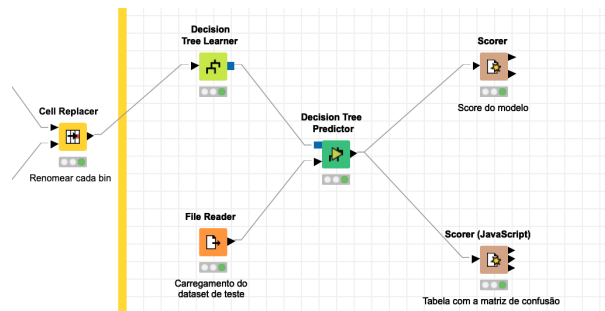 Decision
Tree Learner
Scorer
Score do modelo
Cell Replacer
Renomear cada bin
Decision Tree
Predictor
File Reader
Carregamento do
dataset de teste
Scorer (JavaScript)
Tabela com a matriz de confusão